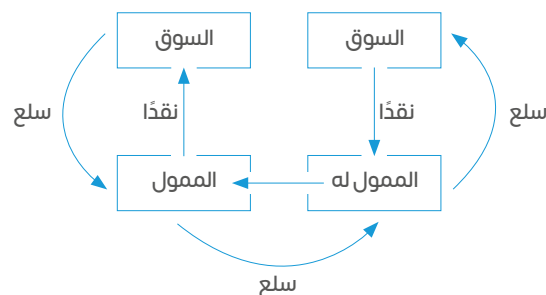 السوق
السوق
سلع
نقدًا
نقدًا
سلع
الممول له
الممول
سلع